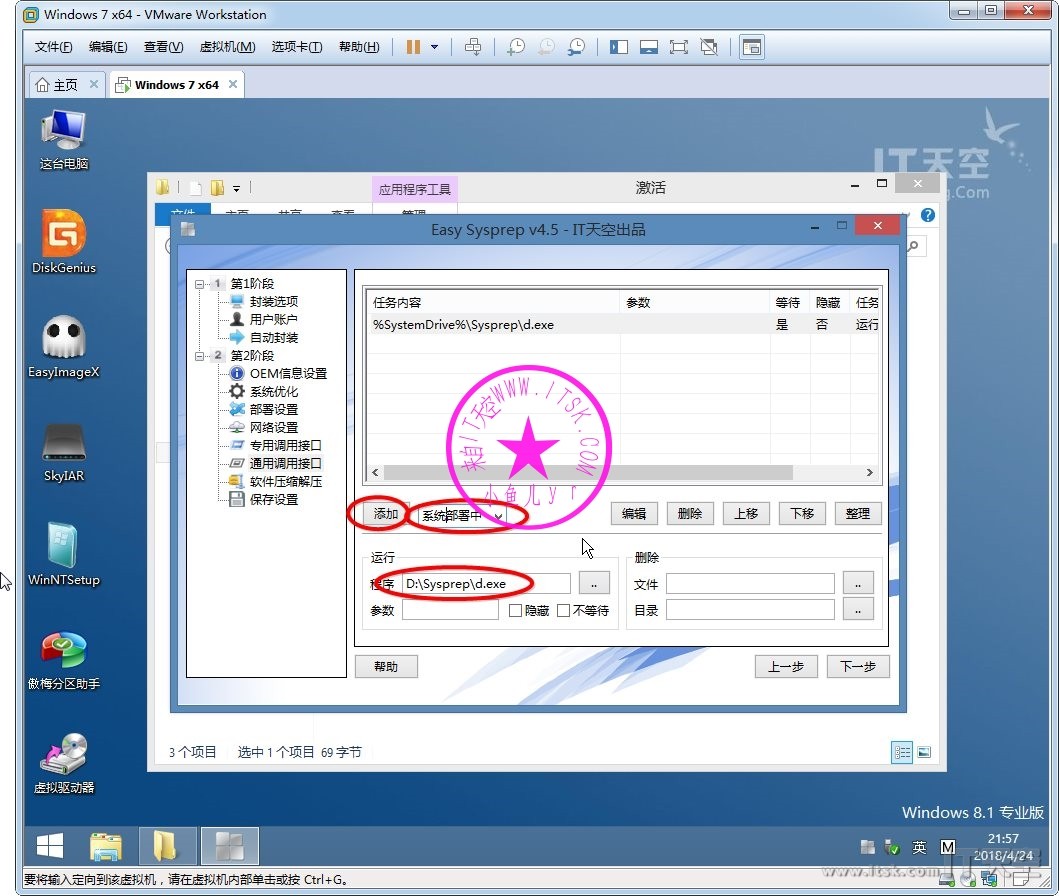 Windows 7 x64 - VMware Workstation
文件(F) 编辑(E) 查看(V) 虚拟机(M) 选项卡(T) 帮助(H)
主页 Windows 7 x64
这台电脑
DiskGenius
EasyImageX
SkyIAR
WinNTSetup
傲梅分区助手
虚拟驱动器
IT天空
应用程序工具 激活
文件 主页 共享 查看 管理
Easy Sysprep v4.5 - IT天空出品
1 第1阶段
封装选项
用户账户
自动封装
2 第2阶段
OEM信息设置
系统优化
部署设置
网络设置
专用调用接口
通用调用接口
软件压缩解压
保存设置
任务内容 参数 等待 隐藏 任务
%SystemDrive%\Sysprep\d.exe 是 否 运行
来自IT天空WWW.ITSK.COM
小鱼儿yr
添加 系统部署中 编辑 删除 上移 下移 整理
运行
程序 D:\Sysprep\d.exe ..
参数 隐藏 不等待
删除
文件 ..
目录 ..
帮助 上一步 下一步
3 个项目 选中 1 个项目 69 字节
Windows 8.1 专业版
英 M
21:57
2018/4/24
www.itsk.com
IT天空
要将输入定向到该虚拟机，请在虚拟机内部单击或按 Ctrl+G。